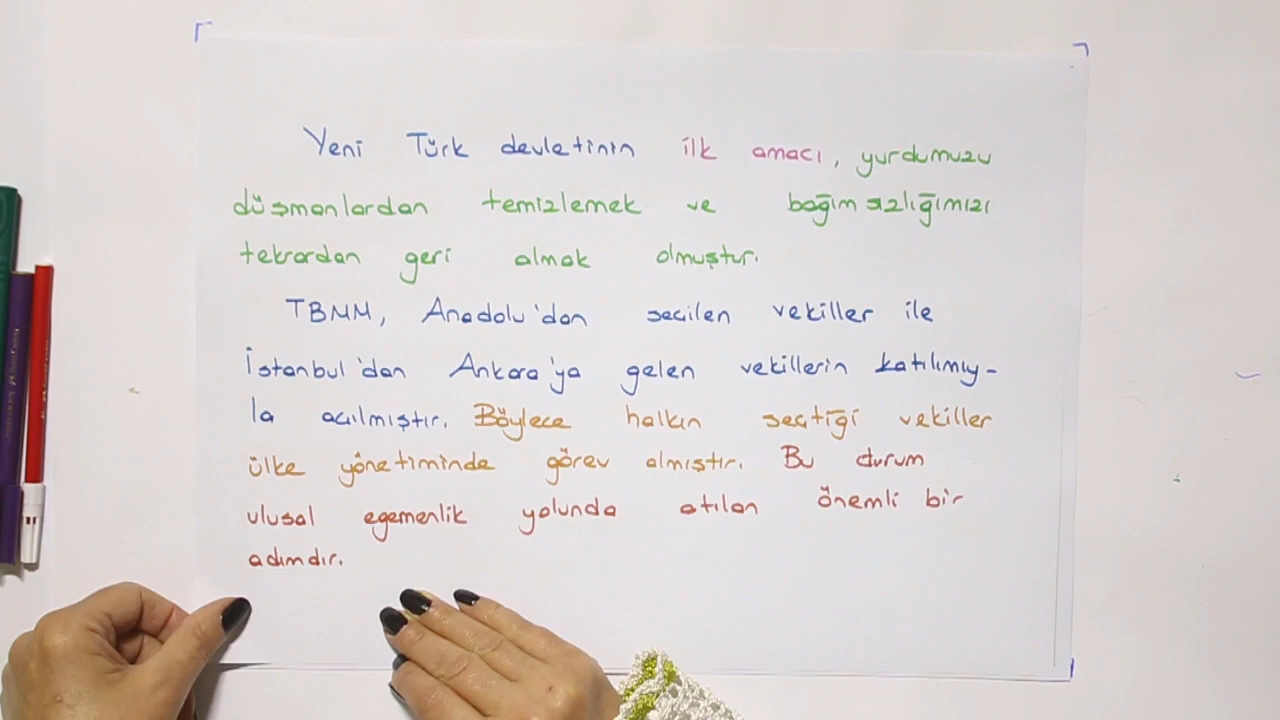 Yeni Türk devletinin ilk amacı, yurdumuzu
düşmanlardan temizlemek ve bağımsızlığımızı
tekrardan geri almak olmuştur.
TBMM, Anadolu'dan seçilen vekiller ile
İstanbul'dan Ankara'ya gelen vekillerin katılımıy-
la açılmıştır. Böylece halkın seçtiği vekiller
ülke yönetiminde görev almıştır. Bu durum
ulusal egemenlik yolunda atılan önemli bir
adımdır.